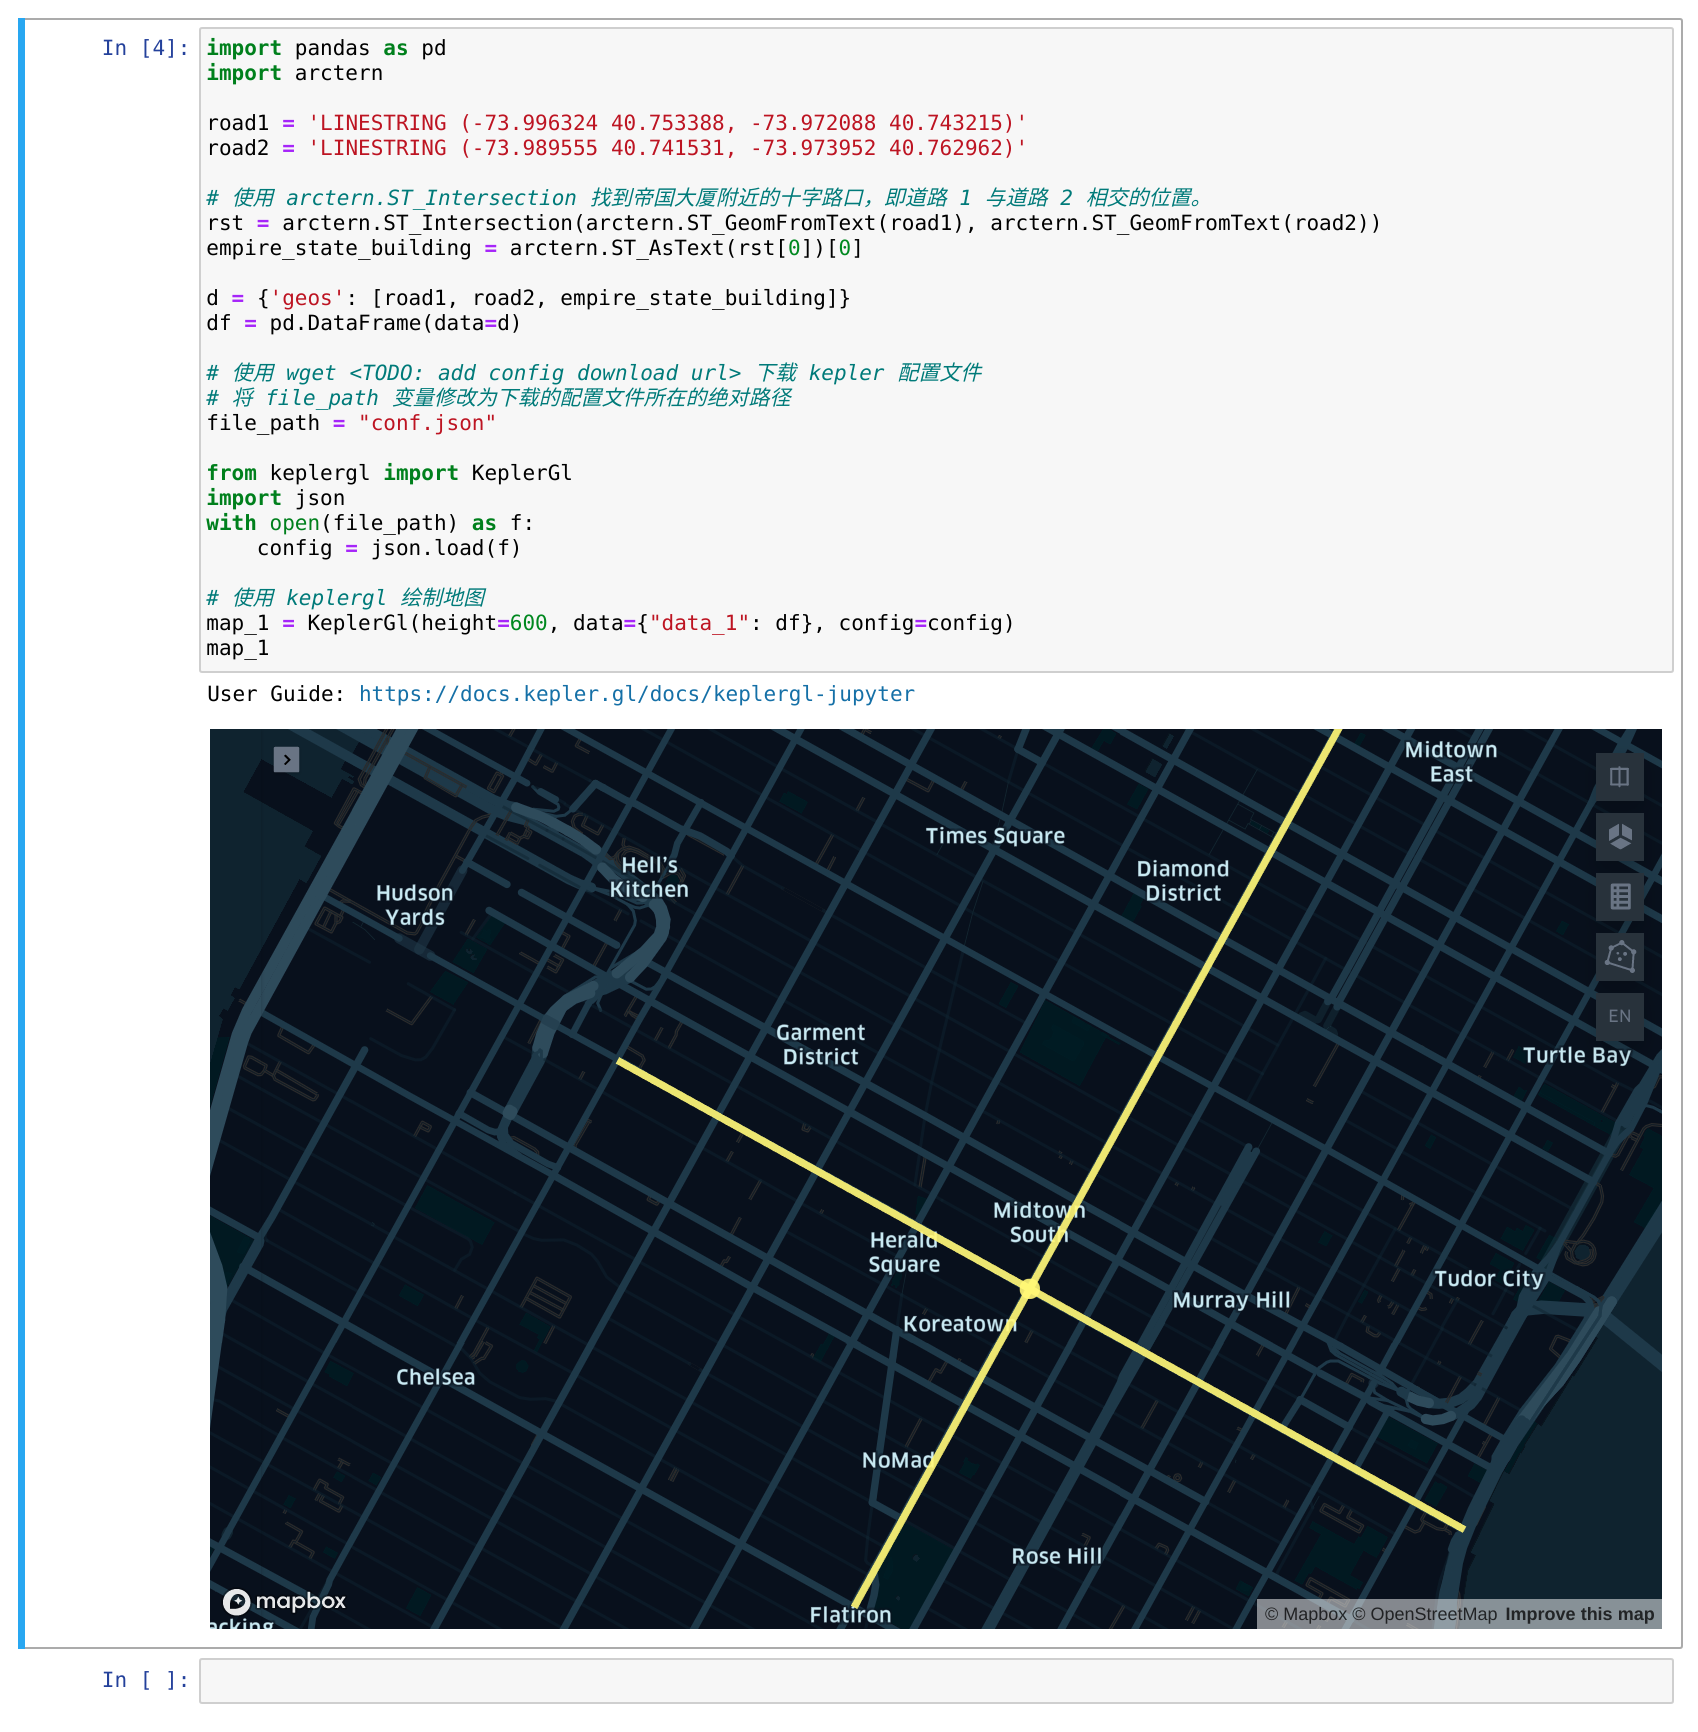 In [4]:
import pandas as pd
import arctern
road1 = 'LINESTRING (-73.996324 40.753388, -73.972088 40.743215)'
road2 = 'LINESTRING (-73.989555 40.741531, -73.973952 40.762962)'
# 使用 arctern.ST_Intersection 找到帝国大厦附近的十字路口，即道路 1 与道路 2 相交的位置。
rst = arctern.ST_Intersection(arctern.ST_GeomFromText(road1), arctern.ST_GeomFromText(road2))
empire_state_building = arctern.ST_AsText(rst[0])[0]
d = {'geos': [road1, road2, empire_state_building]}
df = pd.DataFrame(data=d)
# 使用 wget <TODO: add config download url> 下载 kepler 配置文件
# 将 file_path 变量修改为下载的配置文件所在的绝对路径
file_path = "conf.json"
from keplergl import KeplerGl
import json
with open(file_path) as f:
    config = json.load(f)
# 使用 keplergl 绘制地图
map_1 = KeplerGl(height=600, data={"data_1": df}, config=config)
map_1
User Guide: https://docs.kepler.gl/docs/keplergl-jupyter
Midtown
East
Times Square
Hell's
Kitchen
Diamond
District
Hudson
Yards
EN
Garment
District
Turtle Bay
Midtown
South
Herald
Square
Tudor City
Murray Hill
Koreatown
Chelsea
NoMad
Rose Hill
mapbox
Flatiron
© Mapbox © OpenStreetMap Improve this map
acking
In [ ]: